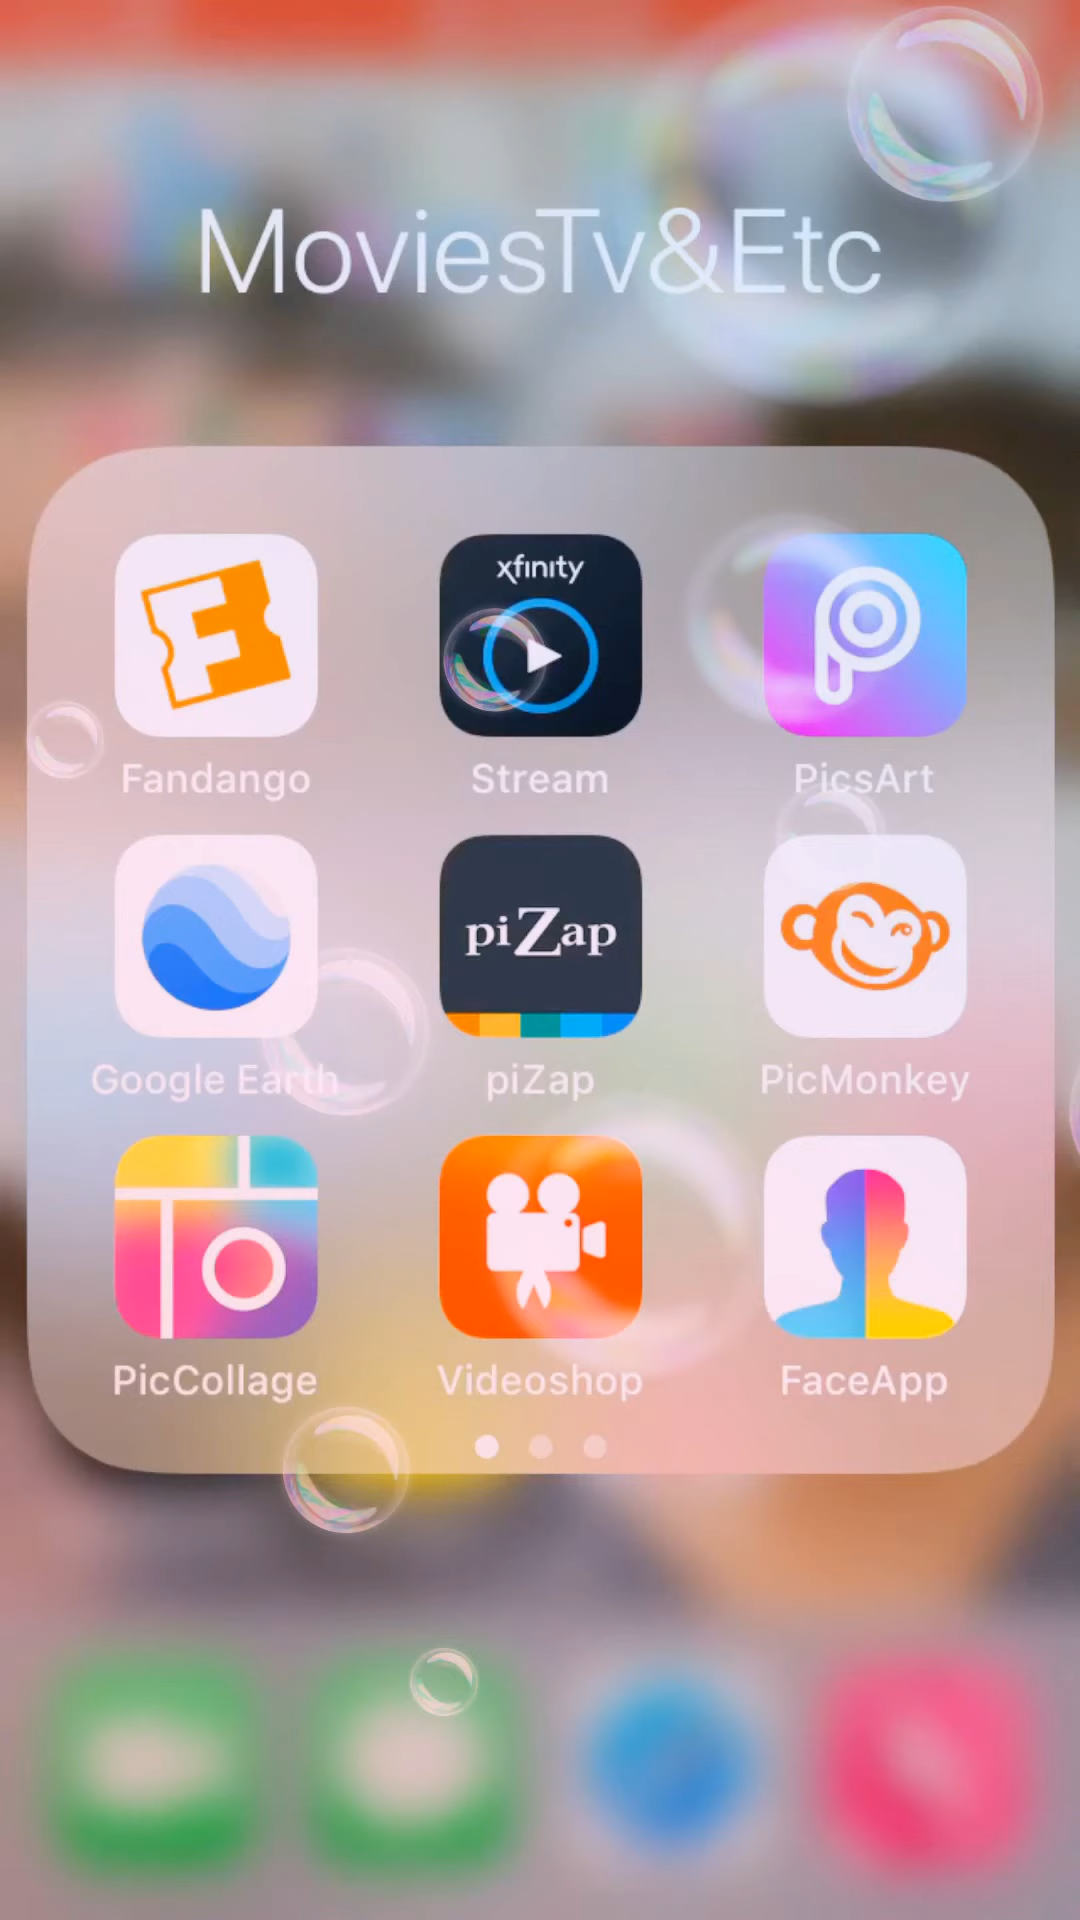 MoviesTv&Etc
xfinity
Fandango
Stream
PicsArt
piZap
Google Earth
piZap
PicMonkey
PicCollage
Videoshop
FaceApp